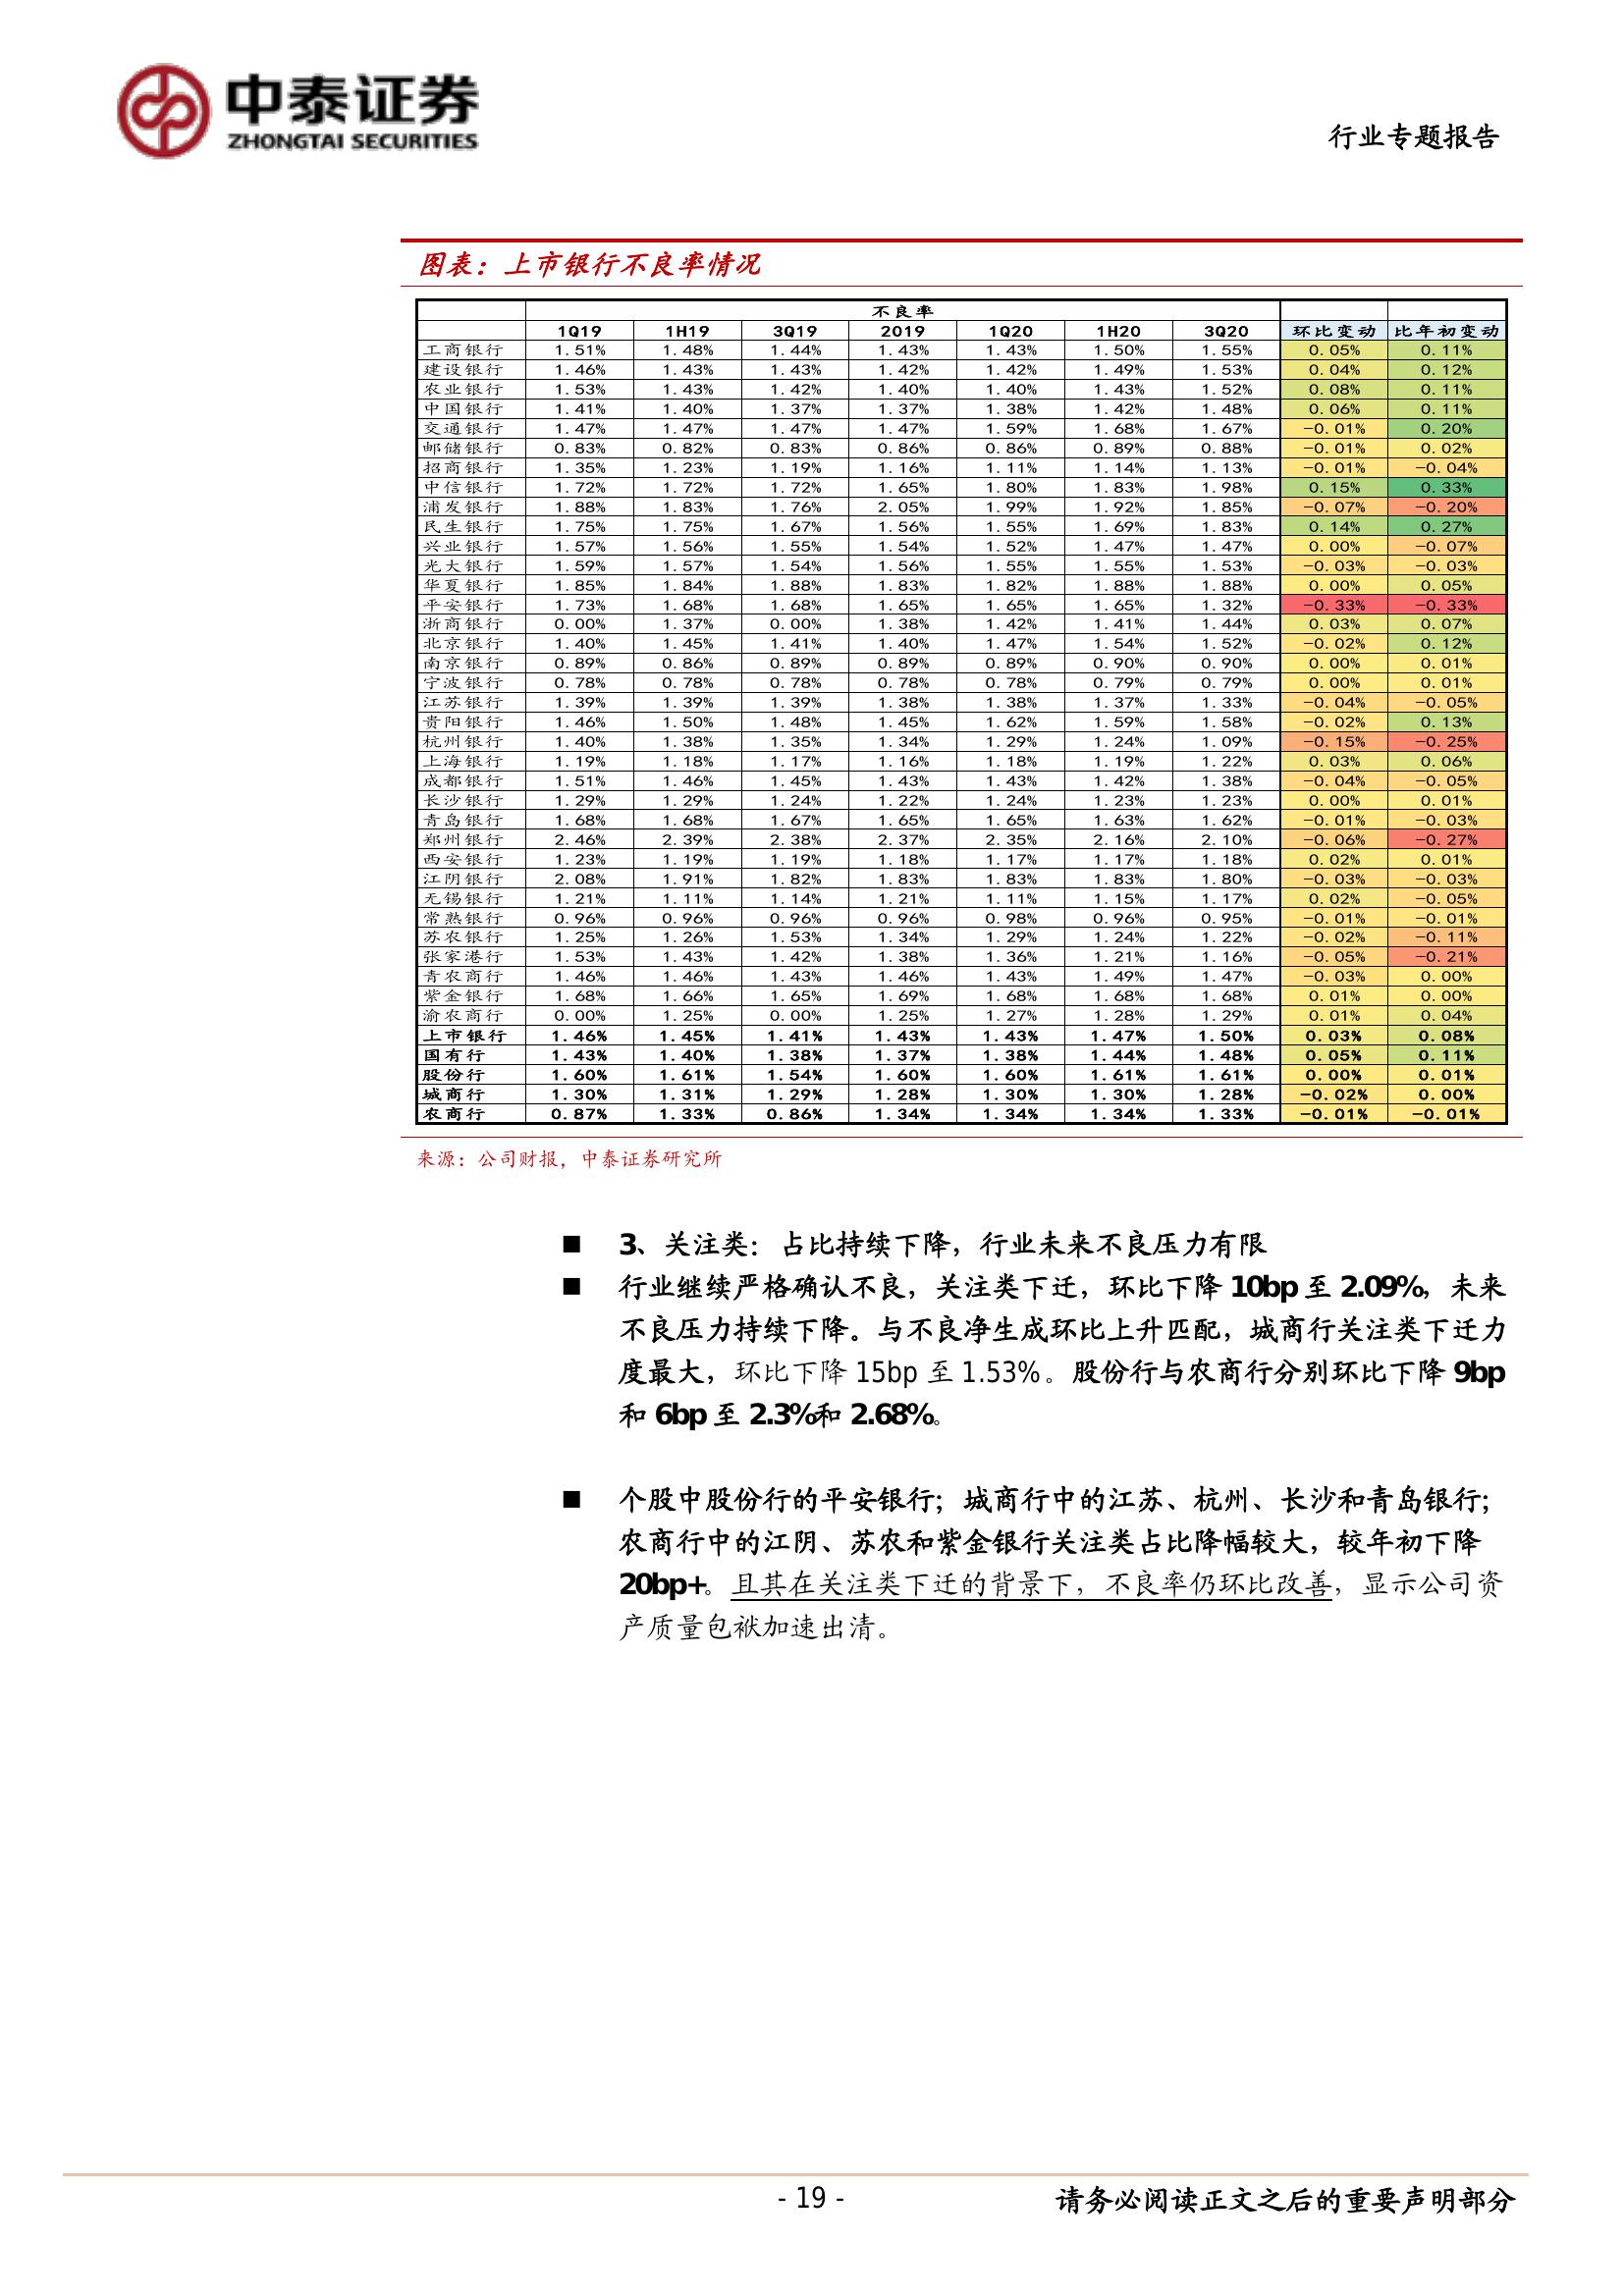 中泰证券
ZHONGTAI SECURITIES
行业专题报告
图表：上市银行不良率情况
不良率
1Q19 1H19 3Q19 2019 1Q20 1H20 3Q20 环比变动 比年初变动
工商银行 1.51% 1.48% 1.44% 1.43% 1.43% 1.50% 1.55% 0.05% 0.11%
建设银行 1.46% 1.43% 1.43% 1.42% 1.42% 1.49% 1.53% 0.04% 0.12%
农业银行 1.53% 1.43% 1.42% 1.40% 1.40% 1.43% 1.52% 0.08% 0.11%
中国银行 1.41% 1.40% 1.37% 1.37% 1.38% 1.42% 1.48% 0.06% 0.11%
交通银行 1.47% 1.47% 1.47% 1.47% 1.59% 1.68% 1.67% -0.01% 0.20%
邮储银行 0.83% 0.82% 0.83% 0.86% 0.86% 0.89% 0.88% -0.01% 0.02%
招商银行 1.35% 1.23% 1.19% 1.16% 1.11% 1.14% 1.13% -0.01% -0.04%
中信银行 1.72% 1.72% 1.72% 1.65% 1.80% 1.83% 1.98% 0.15% 0.33%
浦发银行 1.88% 1.83% 1.76% 2.05% 1.99% 1.92% 1.85% -0.07% -0.20%
民生银行 1.75% 1.75% 1.67% 1.56% 1.55% 1.69% 1.83% 0.14% 0.27%
兴业银行 1.57% 1.56% 1.55% 1.54% 1.52% 1.47% 1.47% 0.00% -0.07%
光大银行 1.59% 1.57% 1.54% 1.56% 1.55% 1.55% 1.53% -0.03% -0.03%
华夏银行 1.85% 1.84% 1.88% 1.83% 1.82% 1.88% 1.88% 0.00% 0.05%
平安银行 1.73% 1.68% 1.68% 1.65% 1.65% 1.65% 1.32% -0.33% -0.33%
浙商银行 0.00% 1.37% 0.00% 1.38% 1.42% 1.41% 1.44% 0.03% 0.07%
北京银行 1.40% 1.45% 1.41% 1.40% 1.47% 1.54% 1.52% -0.02% 0.12%
南京银行 0.89% 0.86% 0.89% 0.89% 0.89% 0.90% 0.90% 0.00% 0.01%
宁波银行 0.78% 0.78% 0.78% 0.78% 0.78% 0.79% 0.79% 0.00% 0.01%
江苏银行 1.39% 1.39% 1.39% 1.38% 1.38% 1.37% 1.33% -0.04% -0.05%
贵阳银行 1.46% 1.50% 1.48% 1.45% 1.62% 1.59% 1.58% -0.02% 0.13%
杭州银行 1.40% 1.38% 1.35% 1.34% 1.29% 1.24% 1.09% -0.15% -0.25%
上海银行 1.19% 1.18% 1.17% 1.16% 1.18% 1.19% 1.22% 0.03% 0.06%
成都银行 1.51% 1.46% 1.45% 1.43% 1.43% 1.42% 1.38% -0.04% -0.05%
长沙银行 1.29% 1.29% 1.24% 1.22% 1.24% 1.23% 1.23% 0.00% 0.01%
青岛银行 1.68% 1.68% 1.67% 1.65% 1.65% 1.63% 1.62% -0.01% -0.03%
郑州银行 2.46% 2.39% 2.38% 2.37% 2.35% 2.16% 2.10% -0.06% -0.27%
西安银行 1.23% 1.19% 1.19% 1.18% 1.17% 1.17% 1.18% 0.02% 0.01%
江阴银行 2.08% 1.91% 1.82% 1.83% 1.83% 1.83% 1.80% -0.03% -0.03%
无锡银行 1.21% 1.11% 1.14% 1.21% 1.11% 1.15% 1.17% 0.02% -0.05%
常熟银行 0.96% 0.96% 0.96% 0.96% 0.98% 0.96% 0.95% -0.01% -0.01%
苏农银行 1.25% 1.26% 1.53% 1.34% 1.29% 1.24% 1.22% -0.02% -0.11%
张家港行 1.53% 1.43% 1.42% 1.38% 1.36% 1.21% 1.16% -0.05% -0.21%
青农商行 1.46% 1.46% 1.43% 1.46% 1.43% 1.49% 1.47% -0.03% 0.00%
紫金银行 1.68% 1.66% 1.65% 1.69% 1.68% 1.68% 1.68% 0.01% 0.00%
渝农商行 0.00% 1.25% 0.00% 1.25% 1.27% 1.28% 1.29% 0.01% 0.04%
上市银行 1.46% 1.45% 1.41% 1.43% 1.43% 1.47% 1.50% 0.03% 0.08%
国有行 1.43% 1.40% 1.38% 1.37% 1.38% 1.44% 1.48% 0.05% 0.11%
股份行 1.60% 1.61% 1.54% 1.60% 1.60% 1.61% 1.61% 0.00% 0.01%
城商行 1.30% 1.31% 1.29% 1.28% 1.30% 1.30% 1.28% -0.02% 0.00%
农商行 0.87% 1.33% 0.86% 1.34% 1.34% 1.34% 1.33% -0.01% -0.01%
来源：公司财报，中泰证券研究所
■ 3、关注类：占比持续下降，行业未来不良压力有限
■ 行业继续严格确认不良，关注类下迁，环比下降 10bp 至 2.09%，未来
不良压力持续下降。与不良净生成环比上升匹配，城商行关注类下迁力
度最大，环比下降 15bp 至 1.53%。股份行与农商行分别环比下降 9bp
和 6bp 至 2.3%和 2.68%。
■ 个股中股份行的平安银行；城商行中的江苏、杭州、长沙和青岛银行；
农商行中的江阴、苏农和紫金银行关注类占比降幅较大，较年初下降
20bp+。且其在关注类下迁的背景下，不良率仍环比改善，显示公司资
产质量包袱加速出清。
- 19 -
请务必阅读正文之后的重要声明部分